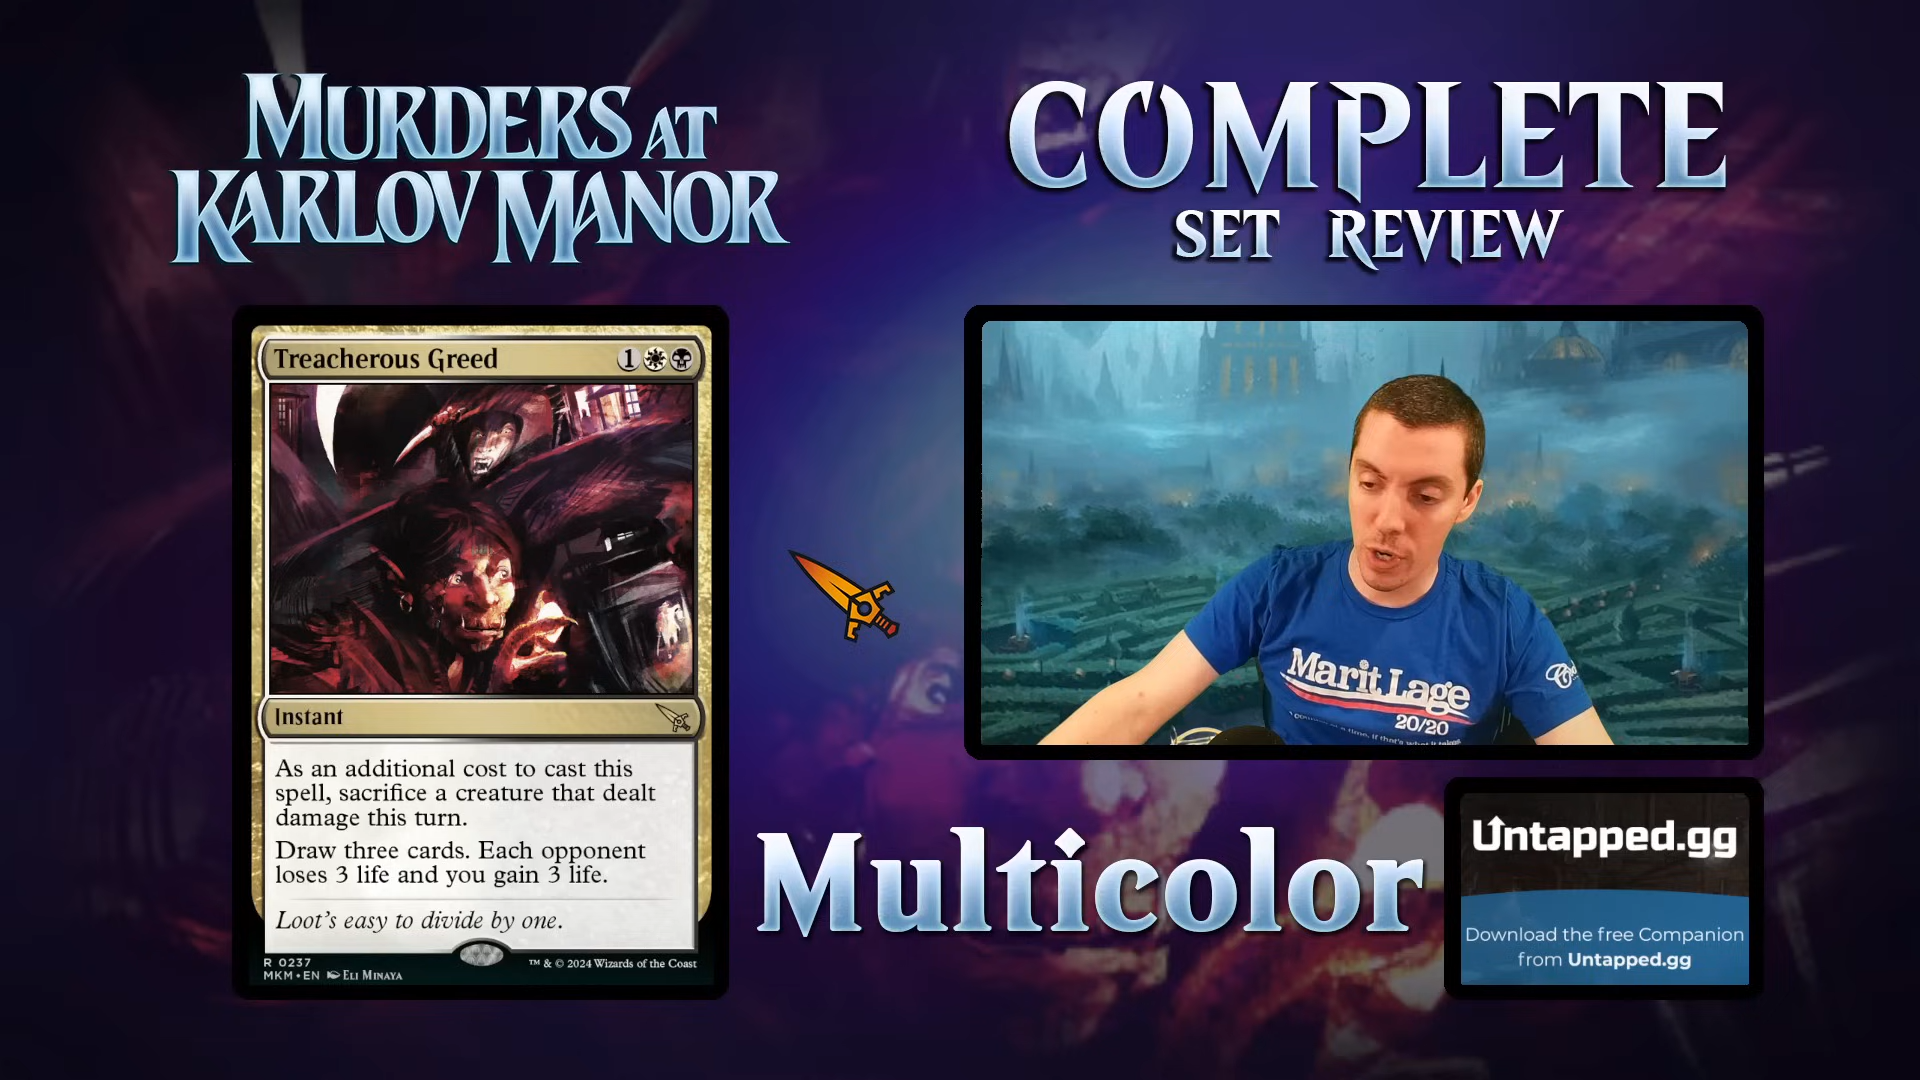 MURDERS AT
KARLOV MANOR
COMPLETE
SET REVIEW
Treacherous Greed
1
Instant
As an additional cost to cast this
spell, sacrifice a creature that dealt
damage this turn.
Draw three cards. Each opponent
loses 3 life and you gain 3 life.
Loot's easy to divide by one.
R 0237
MKM • EN Eli Minaya
™ & © 2024 Wizards of the Coast
Marit Lage
20/20
Multicolor
Untapped.gg
Download the free Companion
from Untapped.gg